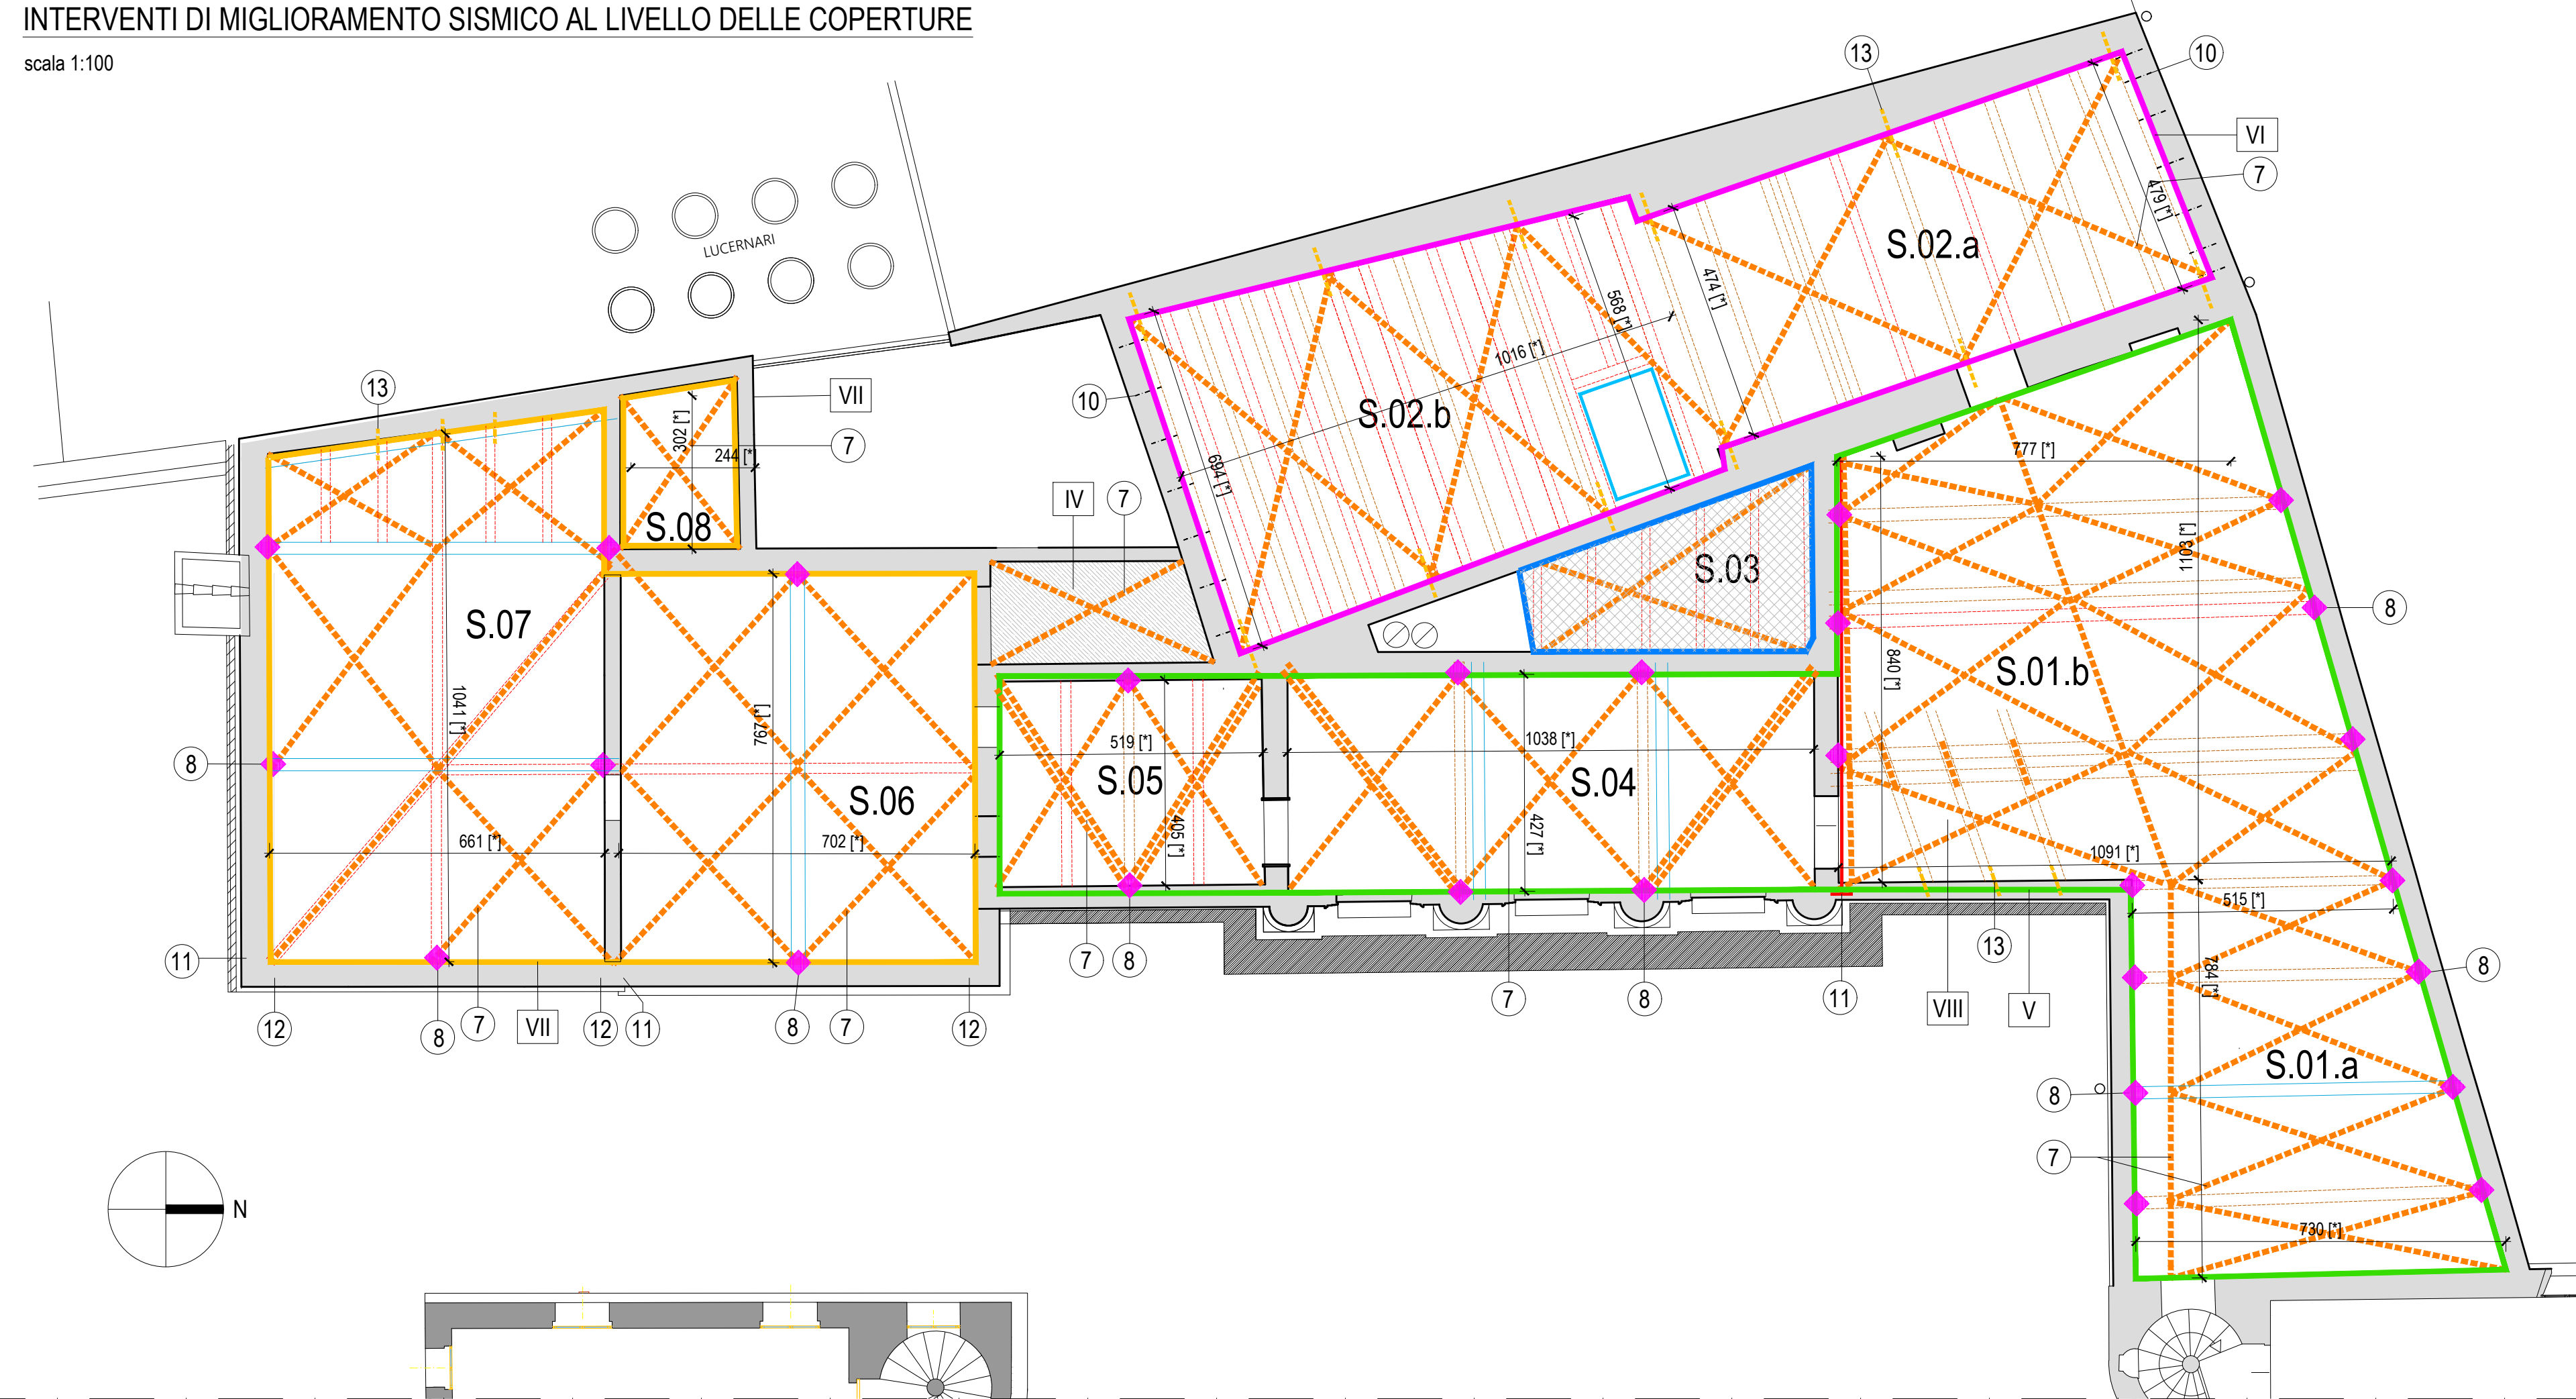 INTERVENTI DI MIGLIORAMENTO SISMICO AL LIVELLO DELLE COPERTURE
scala 1:100
13
10
VI
7
479 [*]
S.02.a
474 [*]
568 [*]
LUCERNARI
1016 [*]
S.02.b
694 [*]
10
13
VII
302 [*]
7
244 [*]
S.08
IV
7
777 [*]
1103 [*]
S.03
8
S.07
S.01.b
840 [*]
1041 [*]
797 [*]
8
519 [*]
S.05
1038 [*]
S.04
S.06
405 [*]
427 [*]
661 [*]
702 [*]
1091 [*]
515 [*]
11
7
8
13
784 [*]
8
12
8
7
VII
12
11
8
7
12
7
8
11
VIII
V
S.01.a
8
7
730 [*]
N